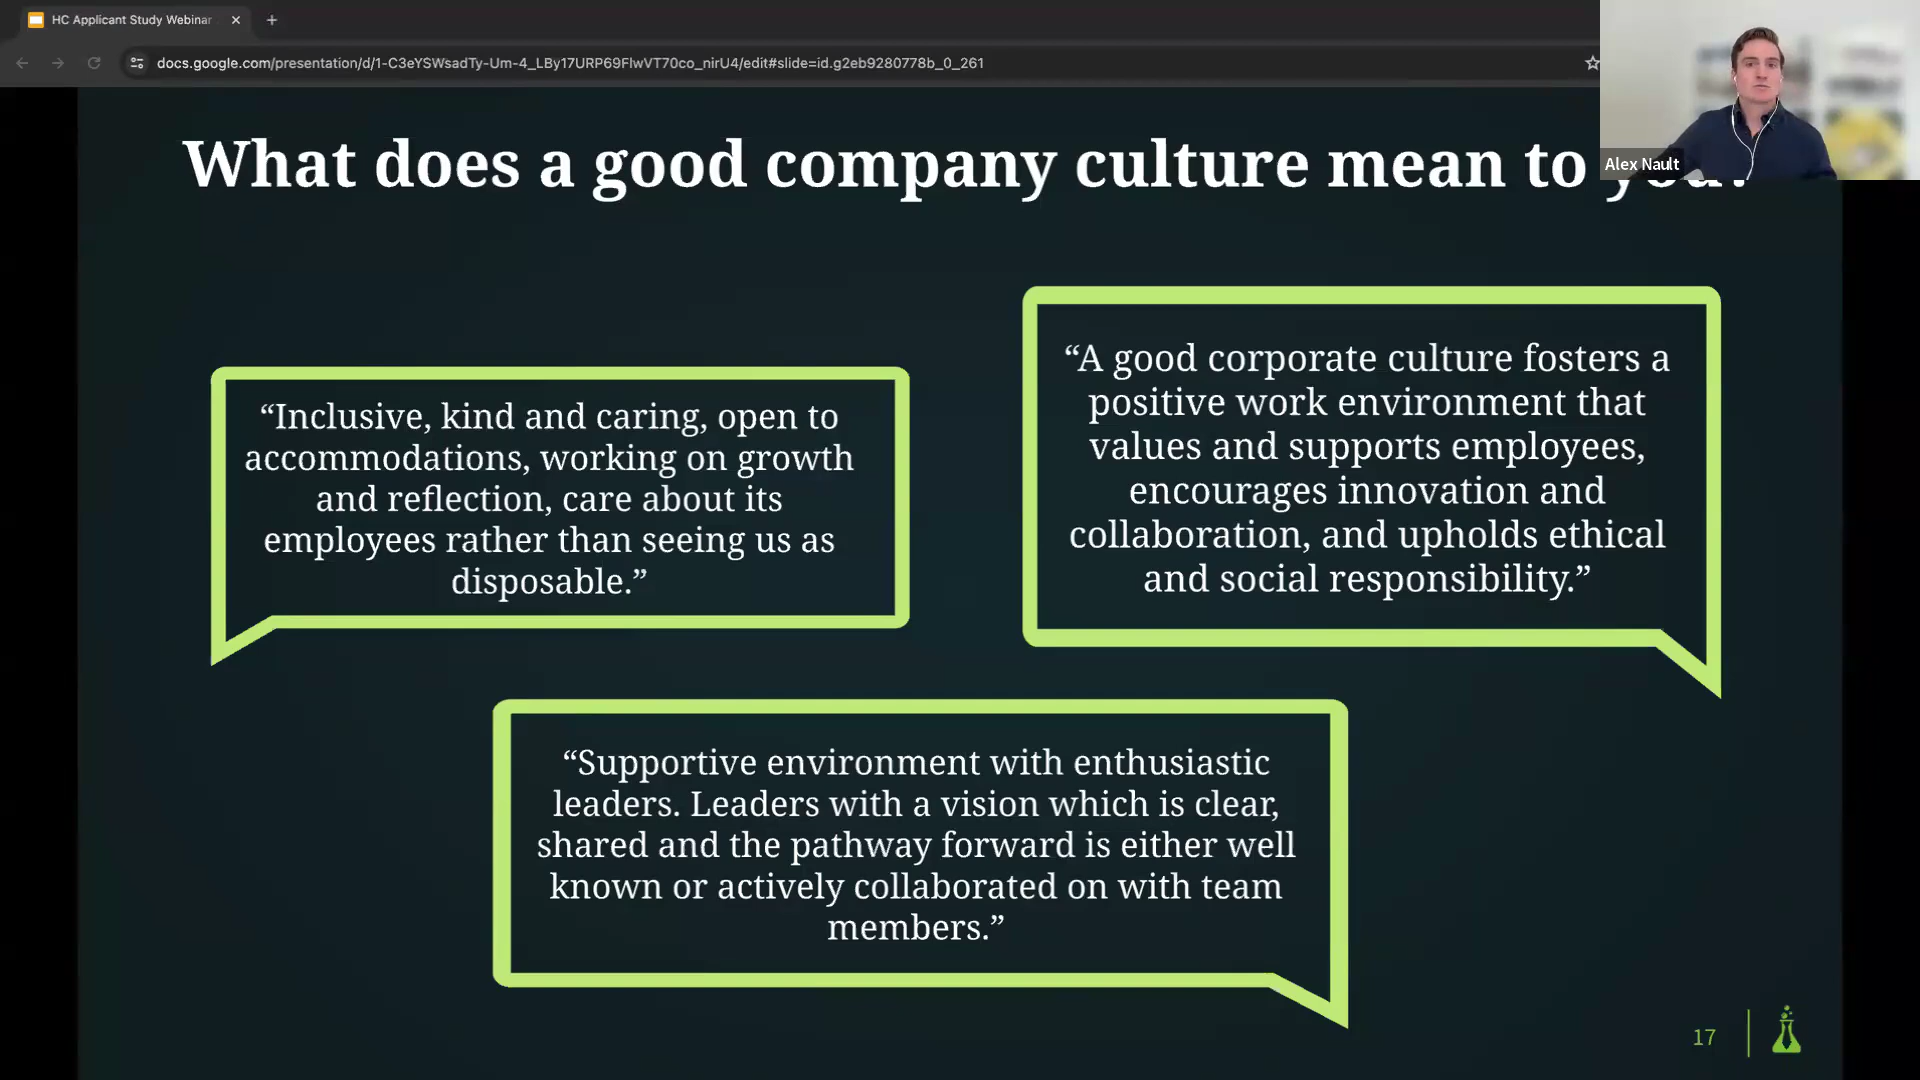 HC Applicant Study Webinar
docs.google.com/presentation/d/1-C3eYSWsadTy-Um-4_LBy17URP69FlwVT70co_nirU4/edit#slide=id.g2eb9280778b_0_261
Alex Nault
What does a good company culture mean to you?
“Inclusive, kind and caring, open to
accommodations, working on growth
and reflection, care about its
employees rather than seeing us as
disposable.”
“A good corporate culture fosters a
positive work environment that
values and supports employees,
encourages innovation and
collaboration, and upholds ethical
and social responsibility.”
“Supportive environment with enthusiastic
leaders. Leaders with a vision which is clear,
shared and the pathway forward is either well
known or actively collaborated on with team
members.”
17